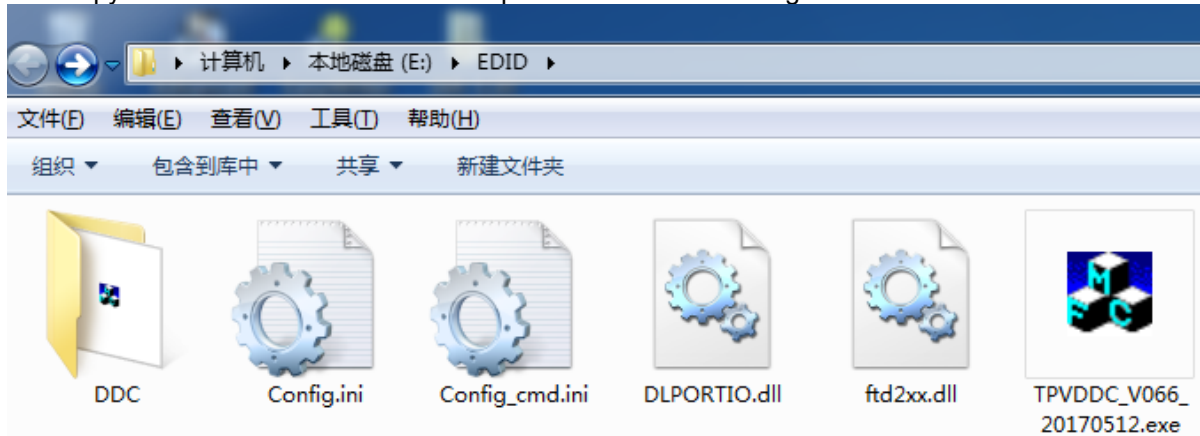 计算机 ▸ 本地磁盘 (E:) ▸ EDID ▸
文件(F) 编辑(E) 查看(V) 工具(T) 帮助(H)
组织 ▼ 包含到库中 ▼ 共享 ▼ 新建文件夹
M
F C
DDC Config.ini Config_cmd.ini DLPORTIO.dll ftd2xx.dll TPVDDC_V066_
20170512.exe